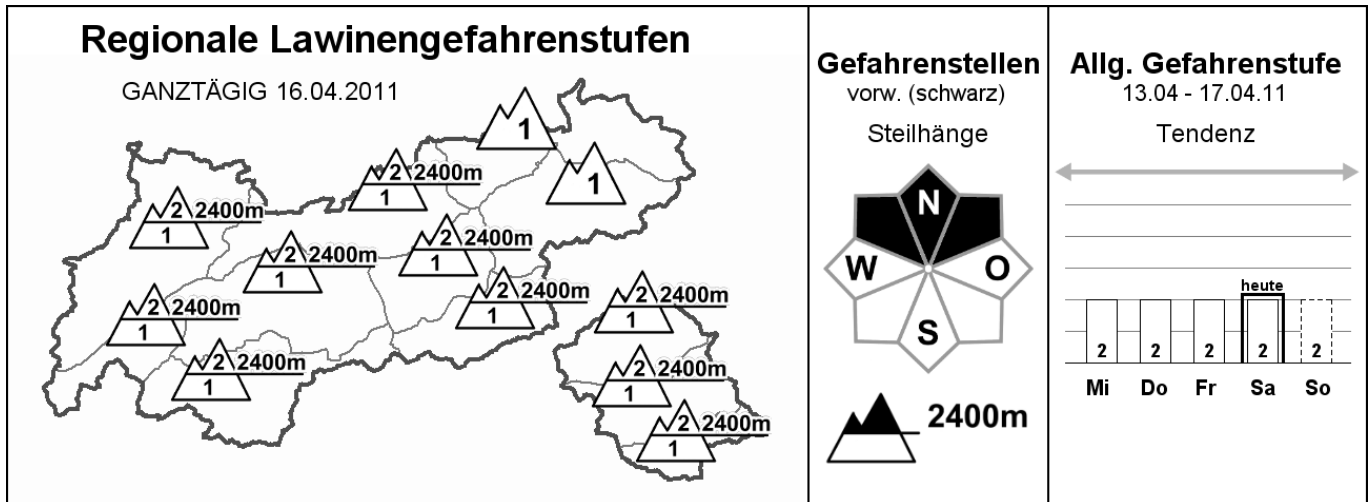 Regionale Lawinengefahrenstufen
GANZTÄGIG 16.04.2011
1
1
2 2400m
1
2 2400m
1
2 2400m
1
2 2400m
1
2 2400m
1
2 2400m
1
2 2400m
1
2 2400m
1
2 2400m
1
2 2400m
1
Gefahrenstellen
vorw. (schwarz)
Steilhänge
N
W O
S
2400m
Allg. Gefahrenstufe
13.04 - 17.04.11
Tendenz
heute
2 2 2 2 2
Mi Do Fr Sa So